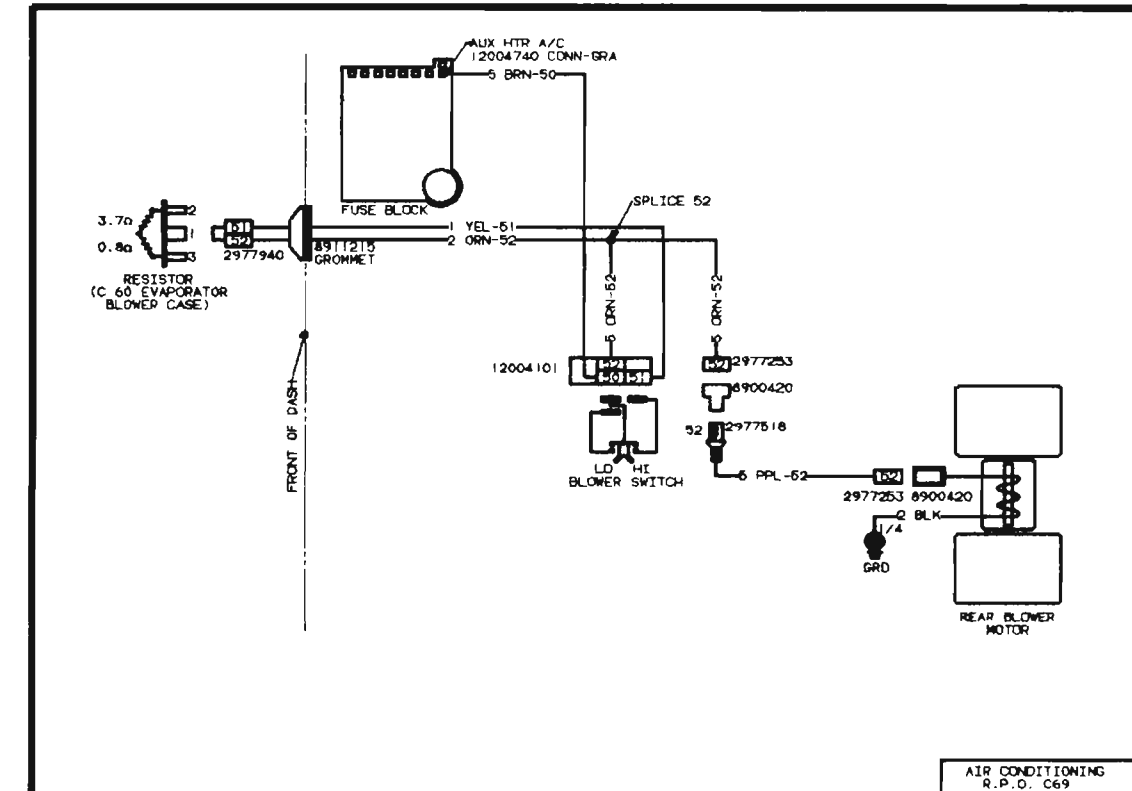 AUX HTR A/C
12004740 CONN-GRA
5 BRN-50
FUSE BLOCK
SPLICE 52
3.7Ω
0.8Ω
2
1
3
51
52
2977940
8911215
GROMMET
1 YEL-51
2 ORN-52
RESISTOR
(C 60 EVAPORATOR
BLOWER CASE)
FRONT OF DASH
5 ORN-52
5 ORN-52
12004101
52
50 51
52 2977253
8900420
52 2977518
LO HI
BLOWER SWITCH
5 PPL-52
52
2977253 8900420
2 BLK
1/4
GRD
REAR BLOWER
MOTOR
AIR CONDITIONING
R.P.O. C69